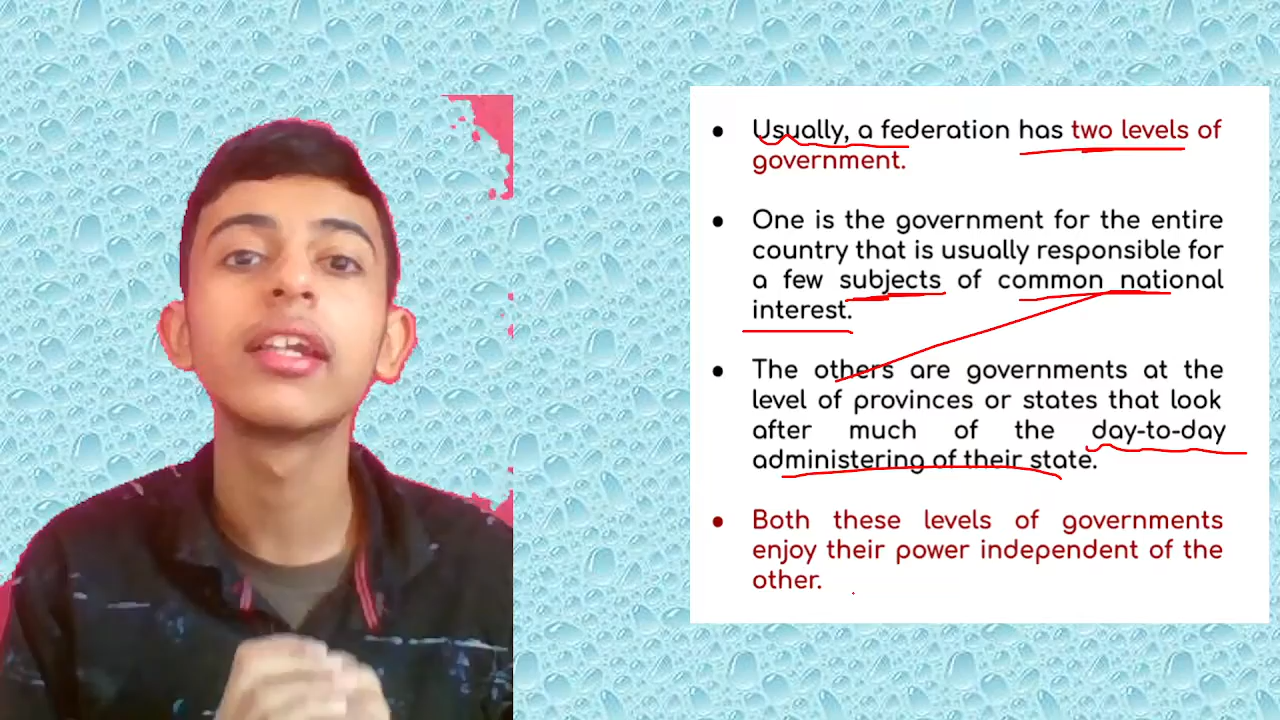 • Usually, a federation has two levels of
government.
• One is the government for the entire
country that is usually responsible for
a few subjects of common national
interest.
• The others are governments at the
level of provinces or states that look
after much of the day-to-day
administering of their state.
• Both these levels of governments
enjoy their power independent of the
other.